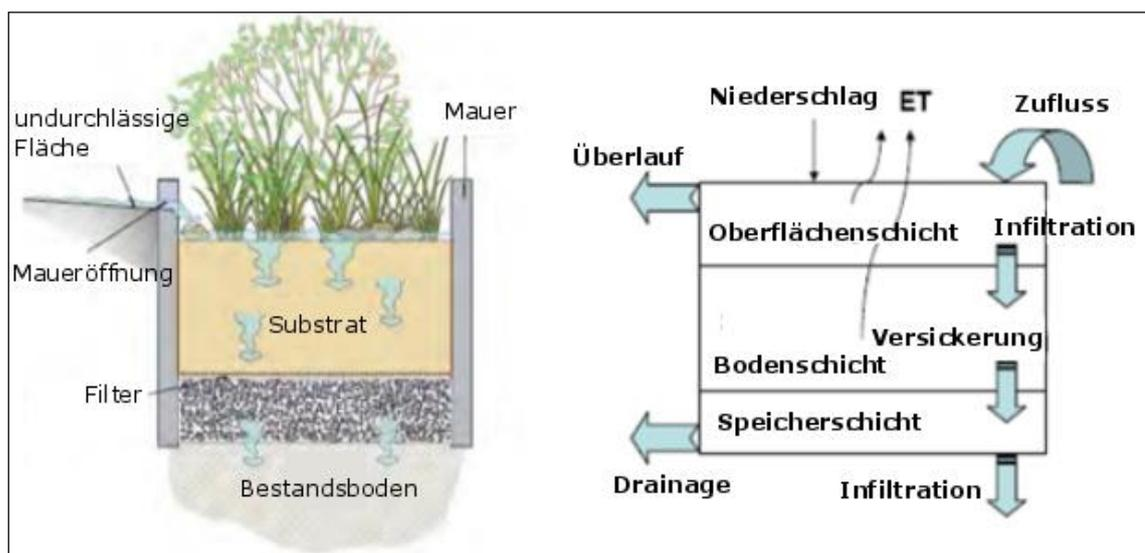 undurchlässige
Fläche
Mauer
Maueröffnung
Substrat
Filter
Bestandsboden
Niederschlag
ET
Zufluss
Überlauf
Oberflächenschicht
Infiltration
Versickerung
Bodenschicht
Speicherschicht
Drainage
Infiltration